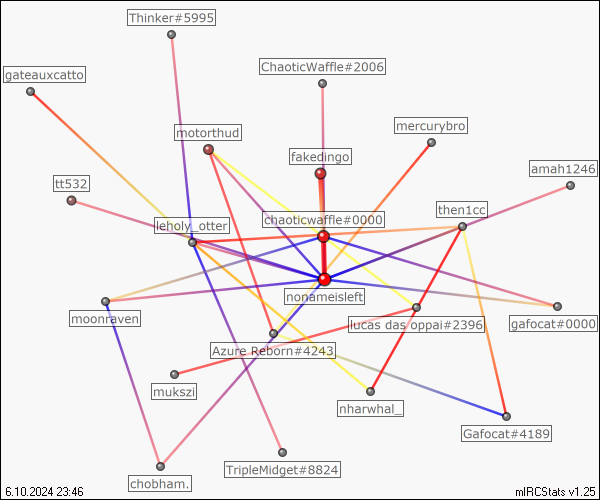 Thinker#5995
ChaoticWaffle#2006
gateauxcatto
mercurybro
motorthud
fakedingo
amah1246
tt532
then1cc
chaoticwaffle#0000
leholy_otter
nonameisleft
moonraven
lucas das oppai#2396
gafocat#0000
Azure Reborn#4243
mukszi
nharwhal_
Gafocat#4189
TripleMidget#8824
chobham.
6.10.2024 23:46
mIRCStats v1.25